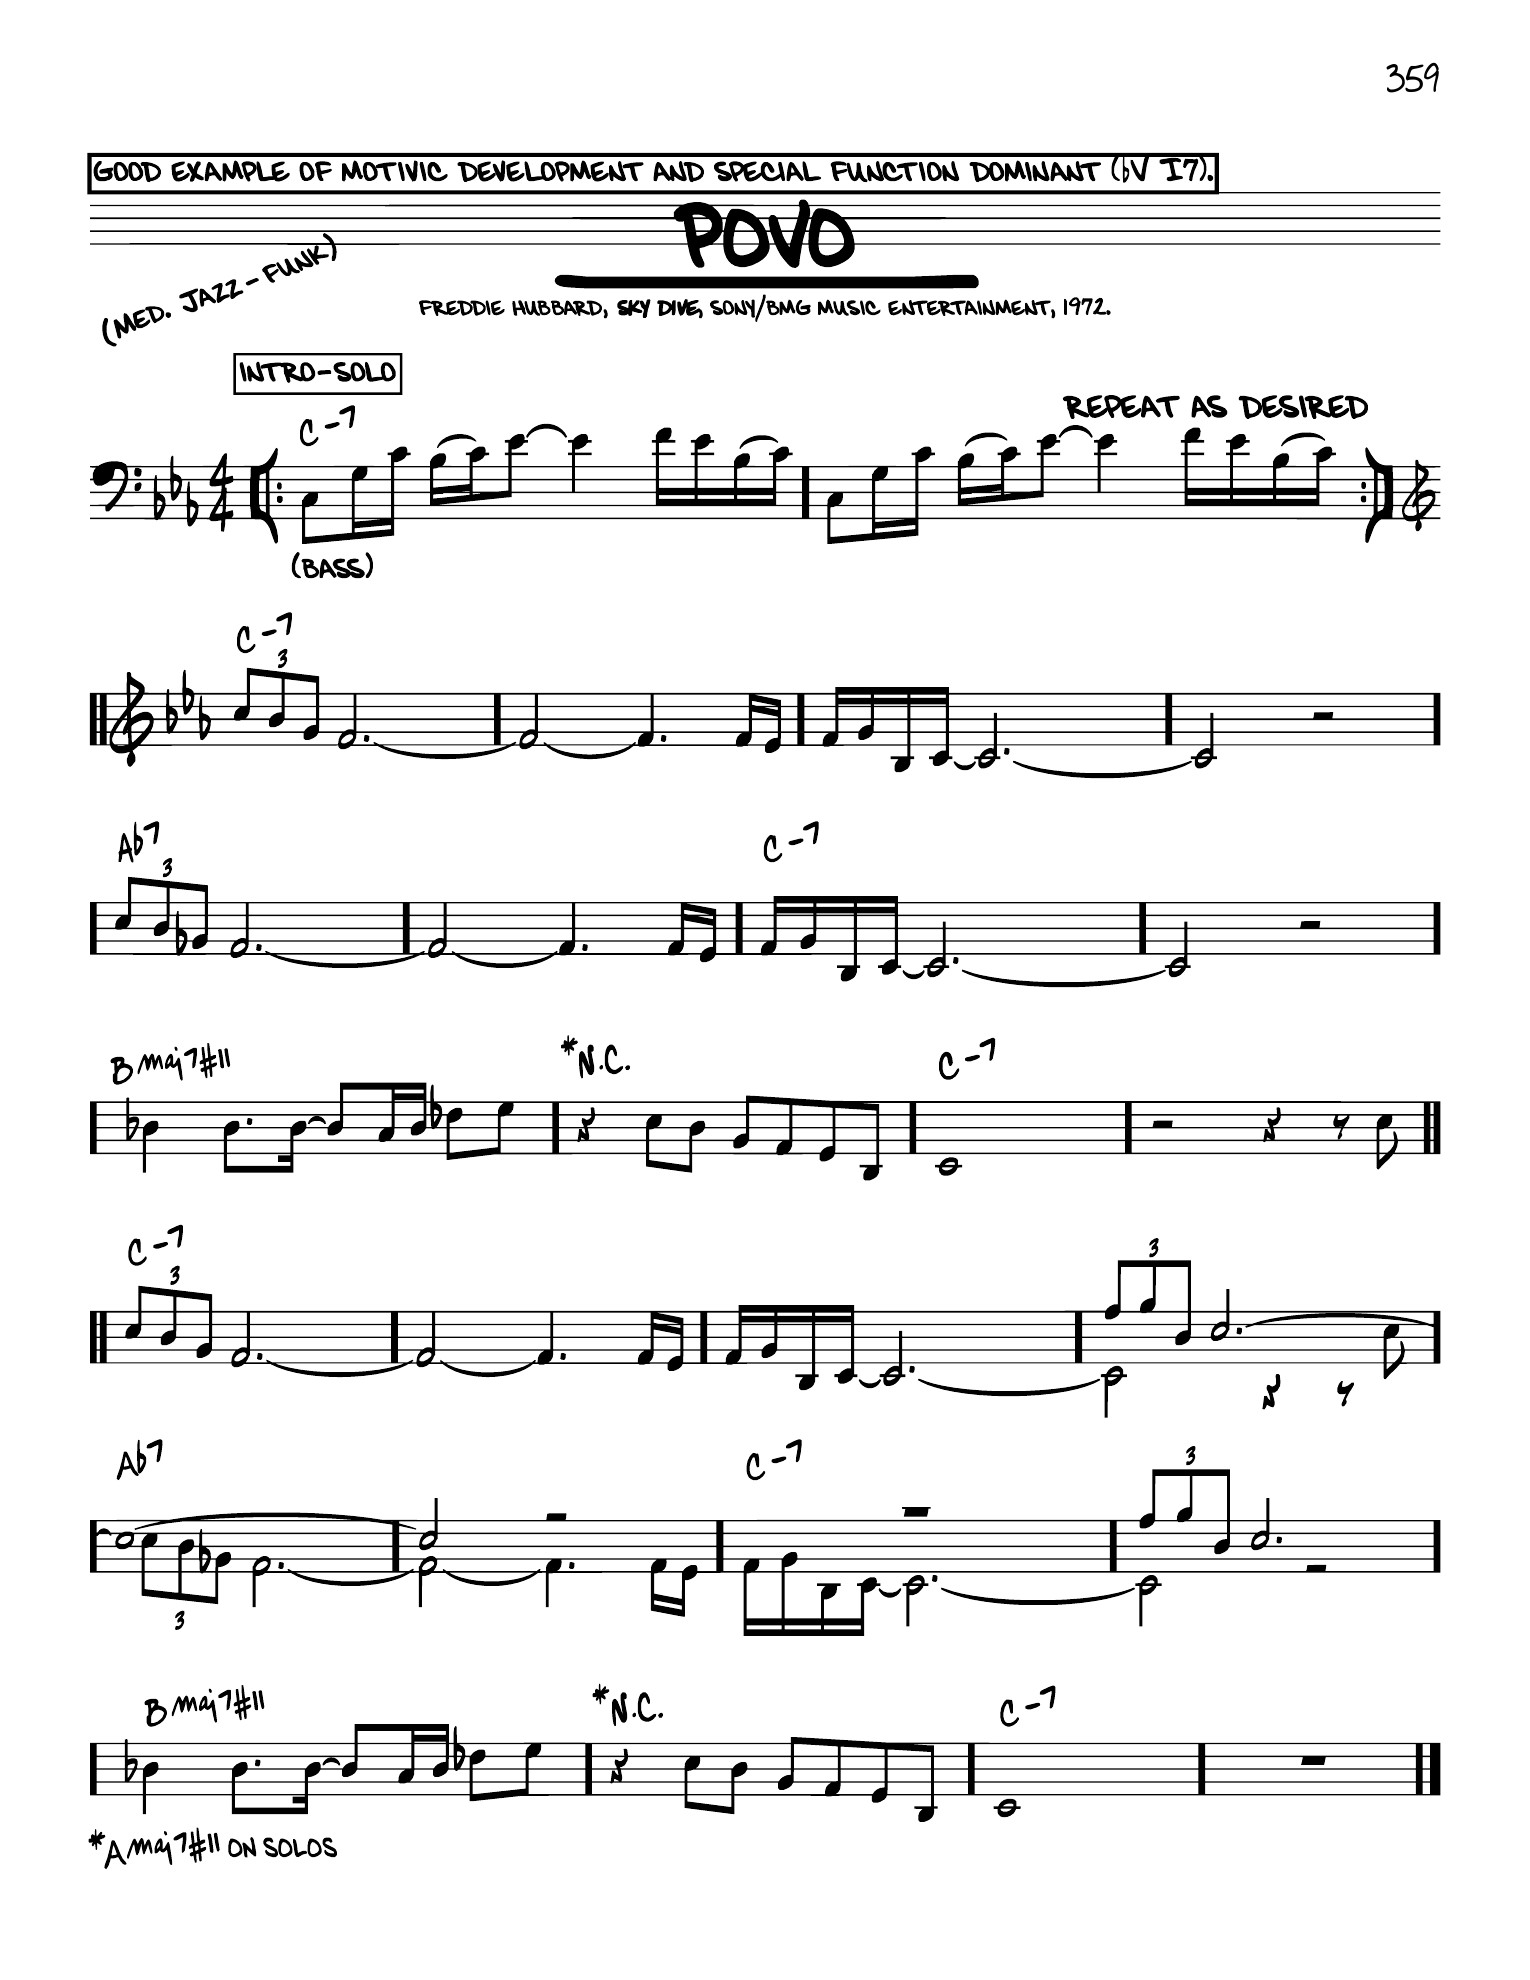 359
GOOD EXAMPLE OF MOTIVIC DEVELOPMENT AND SPECIAL FUNCTION DOMINANT (♭V I7).
POVO
(MED. JAZZ-FUNK)
FREDDIE HUBBARD, SKY DIVE, SONY/BMG MUSIC ENTERTAINMENT, 1972.
INTRO-SOLO
C-7 REPEAT AS DESIRED
4
4
(BASS)
C-7
3
A♭7 C-7
3
Bmaj7#11 *N.C. C-7
C-7
3 3
A♭7 C-7
3
3
Bmaj7#11 *N.C. C-7
*Amaj7#11 ON SOLOS